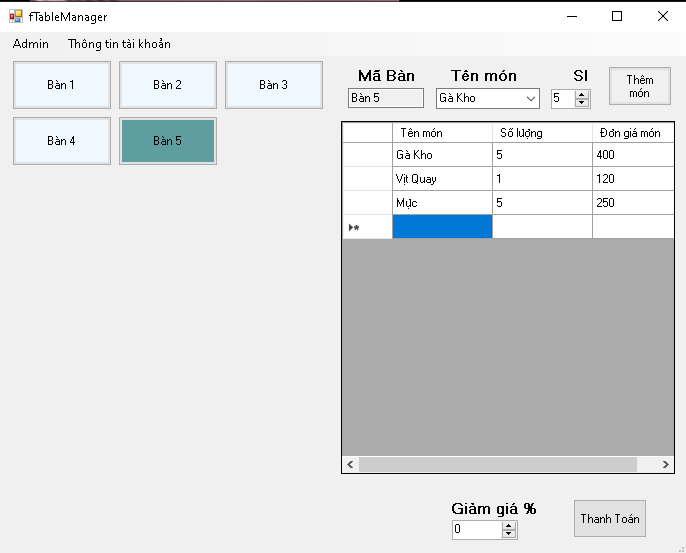 fTableManager
Admin Thông tin tài khoản
Bàn 1 Bàn 2 Bàn 3
Bàn 4 Bàn 5
Mã Bàn Tên món Sl
Bàn 5 Gà Kho 5
Thêm
món
Tên món Số lượng Đơn giá món
Gà Kho 5 400
Vịt Quay 1 120
Mực 5 250
Giảm giá %
0
Thanh Toán